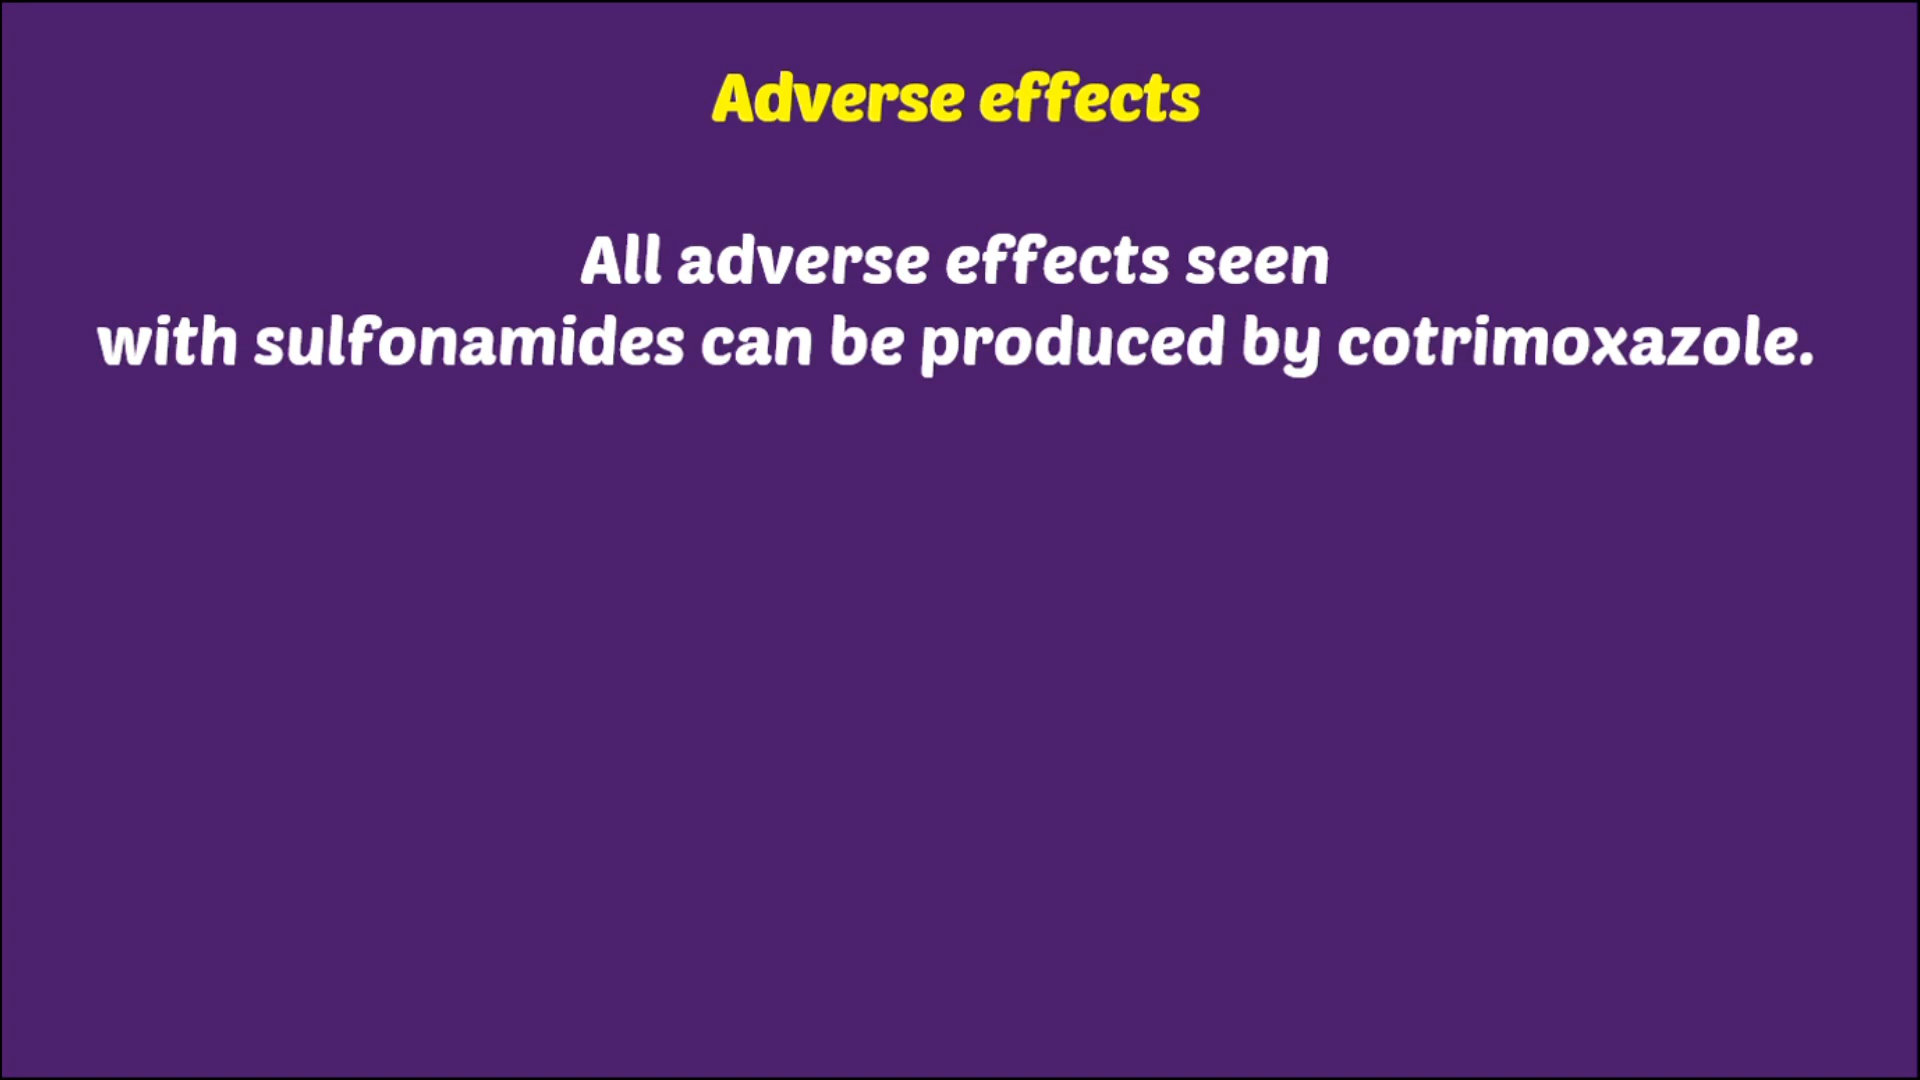 Adverse effects
All adverse effects seen
with sulfonamides can be produced by cotrimoxazole.